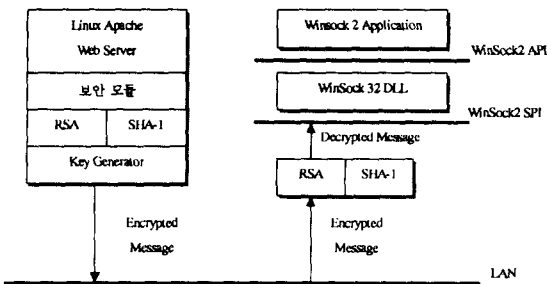 Linux Apache
Web Server
보안 모듈
RSA
SHA-1
Key Generator
Encrypted
Message
Winsock 2 Application
WinSock2 API
WinSock 32 DLL
WinSock2 SPI
Decrypted Message
RSA
SHA-1
Encrypted
Message
LAN